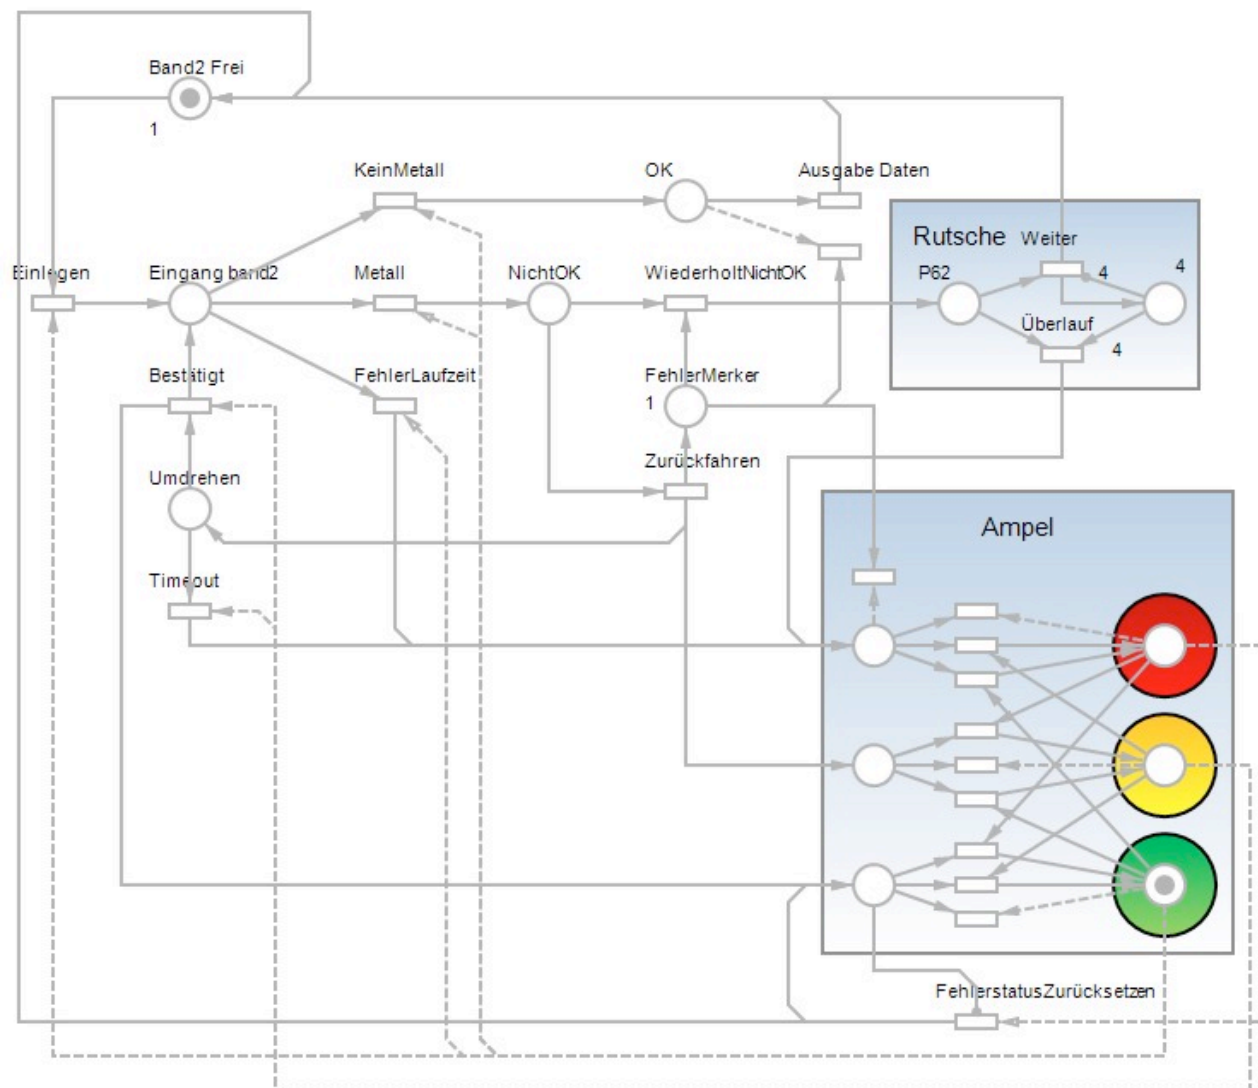 Band2 Frei
1
KeinMetall
OK
Ausgabe Daten
Rutsche
Weiter
4
4
Einlegen
Eingang band2
Metall
NichtOK
WiederholtNichtOK
P62
Überlauf
4
Bestätigt
FehlerLaufzeit
FehlerMerker
1
Zurückfahren
Umdrehen
Ampel
Timeout
FehlerstatusZurücksetzen